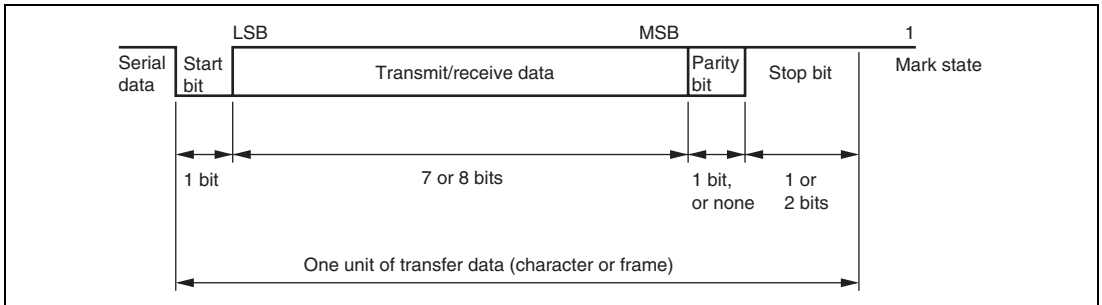 LSB
MSB
1
Serial
data
Start
bit
Transmit/receive data
Parity
bit
Stop bit
Mark state
1 bit
7 or 8 bits
1 bit,
or none
1 or
2 bits
One unit of transfer data (character or frame)